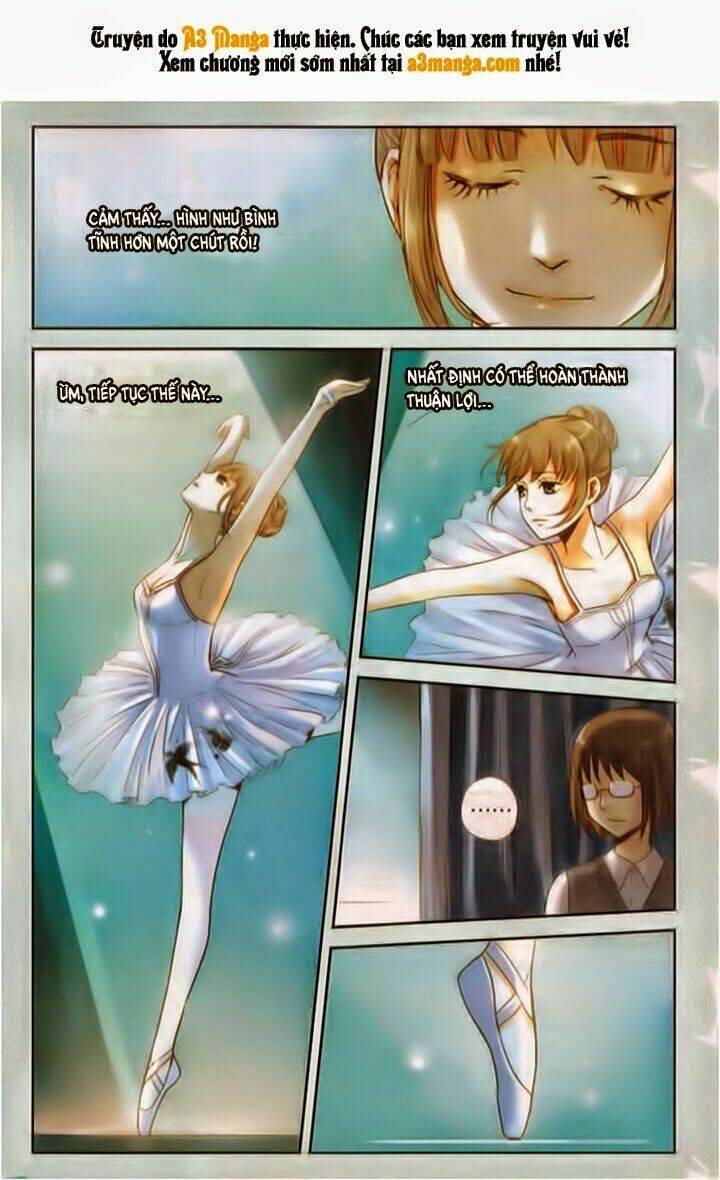 Truyện do A3 Manga thực hiện. Chúc các bạn xem truyện vui vẻ!
Xem chương mới sớm nhất tại a3manga.com nhé!
CẢM THẤY... HÌNH NHƯ BÌNH
TĨNH HƠN MỘT CHÚT RỒI!
ỪM, TIẾP TỤC THẾ NÀY...
NHẤT ĐỊNH CÓ THỂ HOÀN THÀNH
THUẬN LỢI...
......